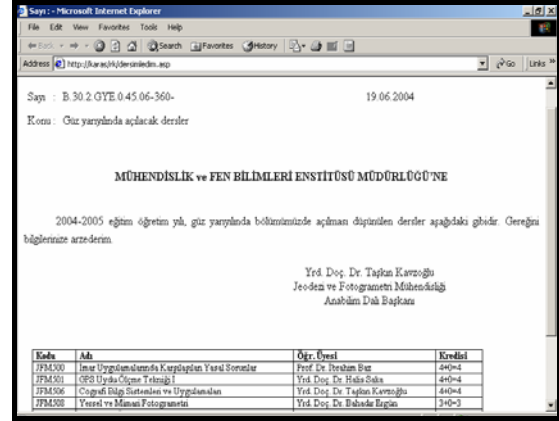 Sayı : - Microsoft Internet Explorer
File Edit View Favorites Tools Help
Back Search Favorites History
Address http://karas/rk/dersimledim.asp Go Links »
Sayı : B.30.2.GYE.0.45.06-360- 19.06.2004
Konu : Güz yarıyılında açılacak dersler
MÜHENDİSLİK ve FEN BİLİMLERİ ENSTİTÜSÜ MÜDÜRLÜĞÜ'NE
2004-2005 eğitim öğretim yılı, güz yarıyılında bölümümüzde açılması düşünülen dersler aşağıdaki gibidir. Gereğini
bilgilerinize arzederim.
Yrd. Doç. Dr. Taşkın Kavzoğlu
Jeodezi ve Fotogrametri Mühendisliği
Anabilim Dalı Başkanı
Kodu Adı Öğr. Üyesi Kredisi
JFM500 İmar Uygulamalarında Karşılaşılan Yasal Sorunlar Prof. Dr. İbrahim Baz 4+0=4
JFM501 GPS Uydu Ölçme Tekniği I Yrd. Doç. Dr. Halis Saka 4+0=4
JFM506 Coğrafi Bilgi Sistemleri ve Uygulamaları Yrd. Doç. Dr. Taşkın Kavzoğlu 4+0=4
JFM508 Yersel ve Mimari Fotogrametri Yrd. Doç. Dr. Bahadır Ergün 3+0=3